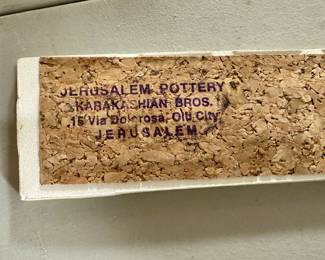 JERUSALEM POTTERY
KARAKASHIAN BROS.
15 Via Dolorosa, Old City
JERUSALEM